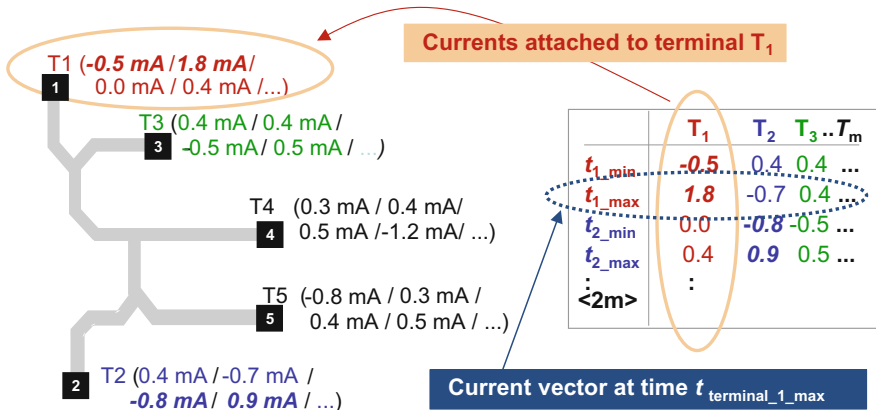 Currents attached to terminal T1
T1 (-0.5 mA / 1.8 mA/
0.0 mA / 0.4 mA /...)
1
T3 (0.4 mA / 0.4 mA /
-0.5 mA / 0.5 mA / ...)
3
T4 (0.3 mA / 0.4 mA/
0.5 mA /-1.2 mA/ ...)
4
T5 (-0.8 mA / 0.3 mA /
0.4 mA / 0.5 mA / ...)
5
2
T2 (0.4 mA / -0.7 mA /
-0.8 mA / 0.9 mA / ...)
T1 T2 T3 .. Tm
t1_min -0.5 0.4 0.4 ...
t1_max 1.8 -0.7 0.4 ...
t2_min 0.0 -0.8 -0.5 ...
t2_max 0.4 0.9 0.5 ...
: :
<2m>
Current vector at time t terminal_1_max